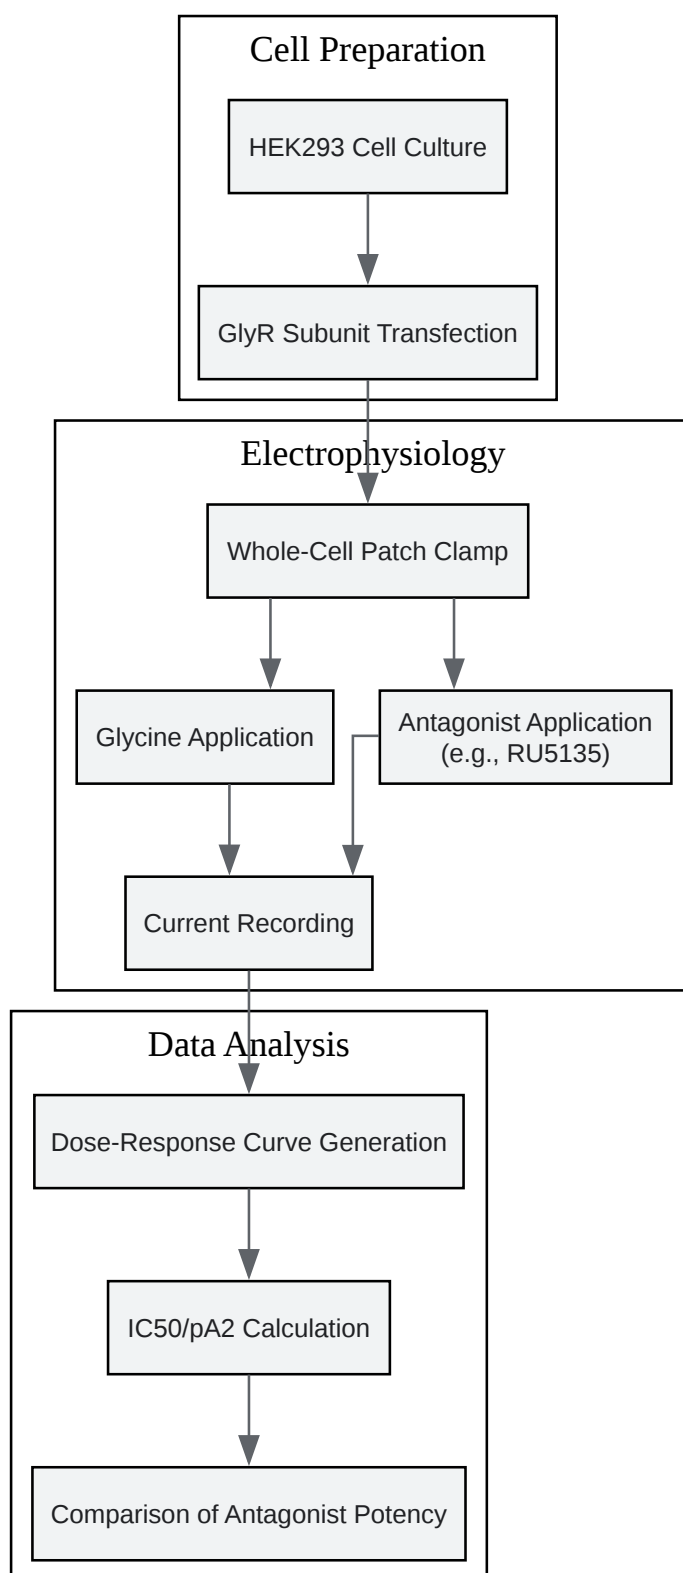 Cell Preparation
HEK293 Cell Culture
GlyR Subunit Transfection
Electrophysiology
Whole-Cell Patch Clamp
Glycine Application
Antagonist Application
(e.g., RU5135)
Current Recording
Data Analysis
Dose-Response Curve Generation
IC50/pA2 Calculation
Comparison of Antagonist Potency